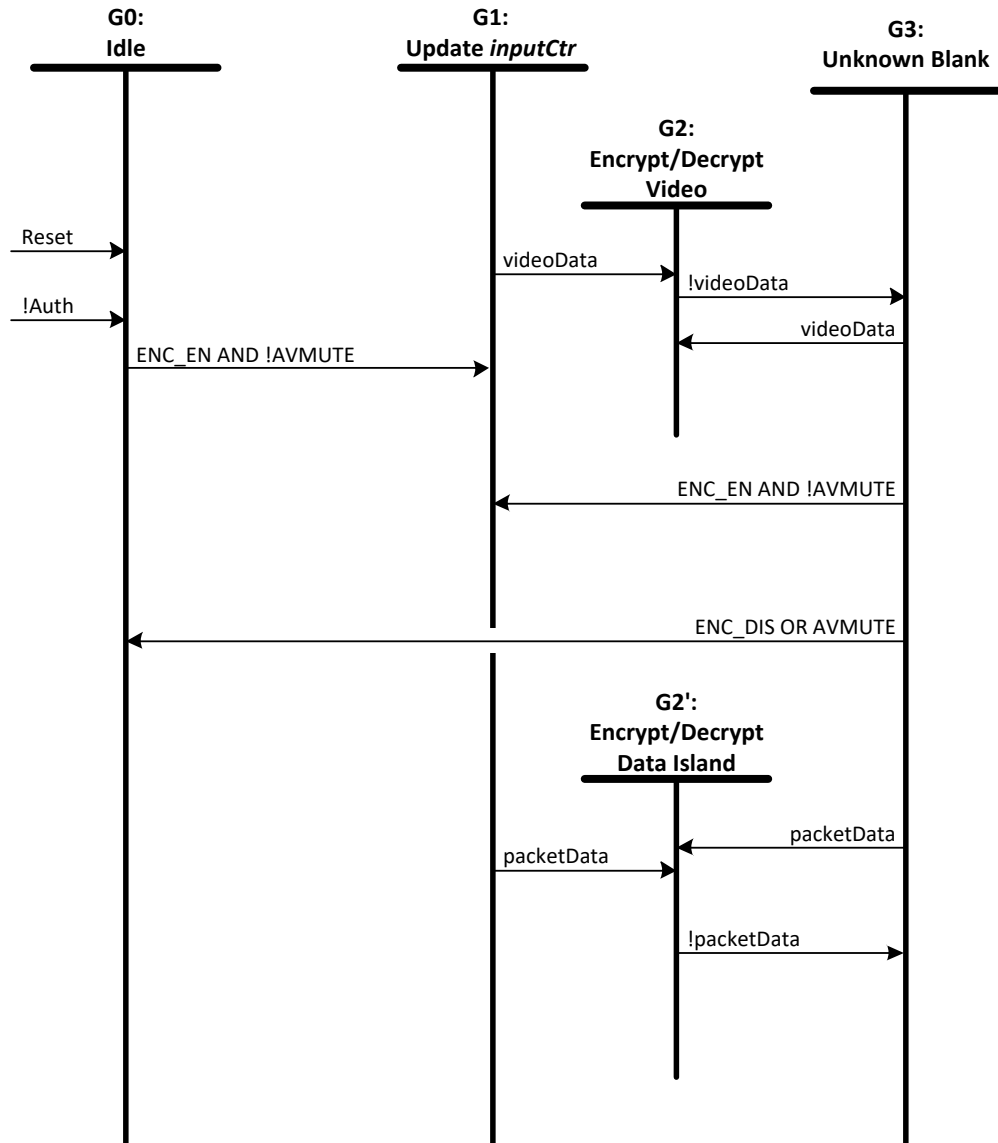 G0:
Idle
G1:
Update inputCtr
G3:
Unknown Blank
G2:
Encrypt/Decrypt
Video
Reset
videoData
!videoData
!Auth
videoData
ENC_EN AND !AVMUTE
ENC_EN AND !AVMUTE
ENC_DIS OR AVMUTE
G2':
Encrypt/Decrypt
Data Island
packetData
packetData
!packetData